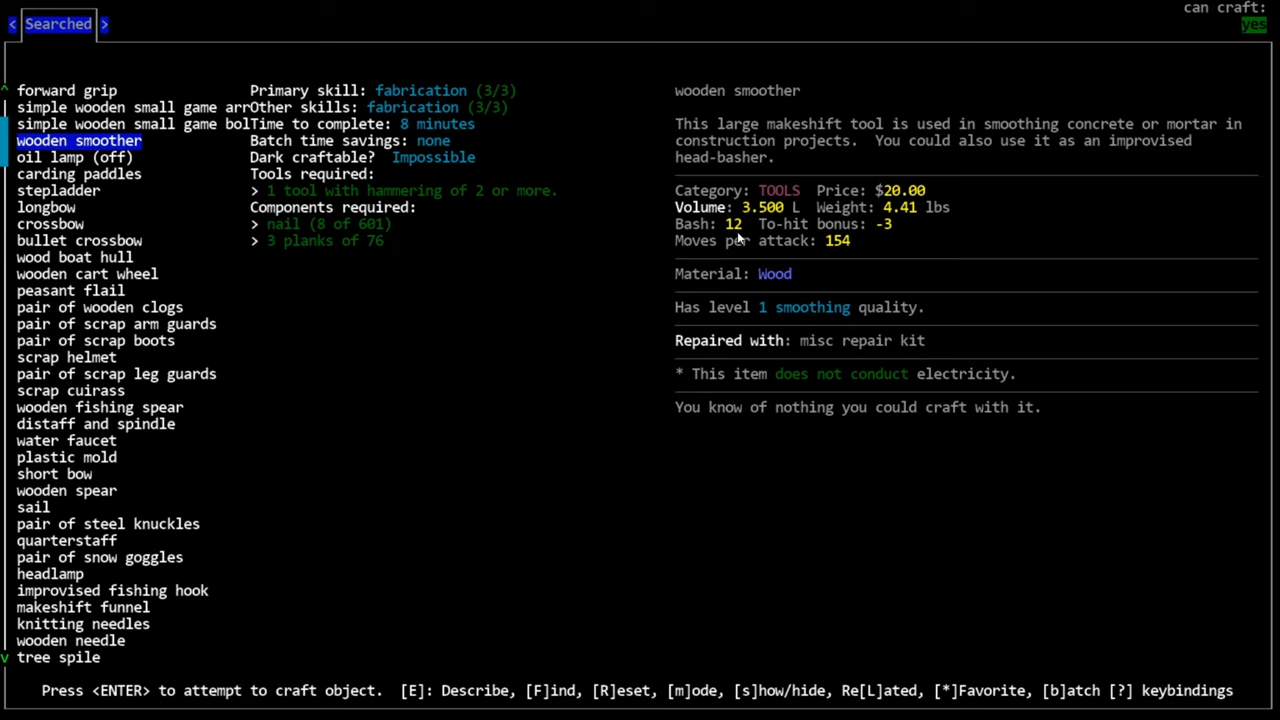 can craft:
< Searched >
yes
forward grip
simple wooden small game arr
simple wooden small game bol
wooden smoother
oil lamp (off)
carding paddles
stepladder
longbow
crossbow
bullet crossbow
wood boat hull
wooden cart wheel
peasant flail
pair of wooden clogs
pair of scrap arm guards
pair of scrap boots
scrap helmet
pair of scrap leg guards
scrap cuirass
wooden fishing spear
distaff and spindle
water faucet
plastic mold
short bow
wooden spear
sail
pair of steel knuckles
quarterstaff
pair of snow goggles
headlamp
improvised fishing hook
makeshift funnel
knitting needles
wooden needle
tree spile
Primary skill: fabrication (3/3)
Other skills: fabrication (3/3)
Time to complete: 8 minutes
Batch time savings: none
Dark craftable? Impossible
Tools required:
> 1 tool with hammering of 2 or more.
Components required:
> nail (8 of 601)
> 3 planks of 76
wooden smoother
This large makeshift tool is used in smoothing concrete or mortar in
construction projects. You could also use it as an improvised
head-basher.
Category: TOOLS Price: $20.00
Volume: 3.500 L Weight: 4.41 lbs
Bash: 12 To-hit bonus: -3
Moves per attack: 154
Material: Wood
Has level 1 smoothing quality.
Repaired with: misc repair kit
* This item does not conduct electricity.
You know of nothing you could craft with it.
Press <ENTER> to attempt to craft object. [E]: Describe, [F]ind, [R]eset, [m]ode, [s]how/hide, Re[L]ated, [*]Favorite, [b]atch [?] keybindings